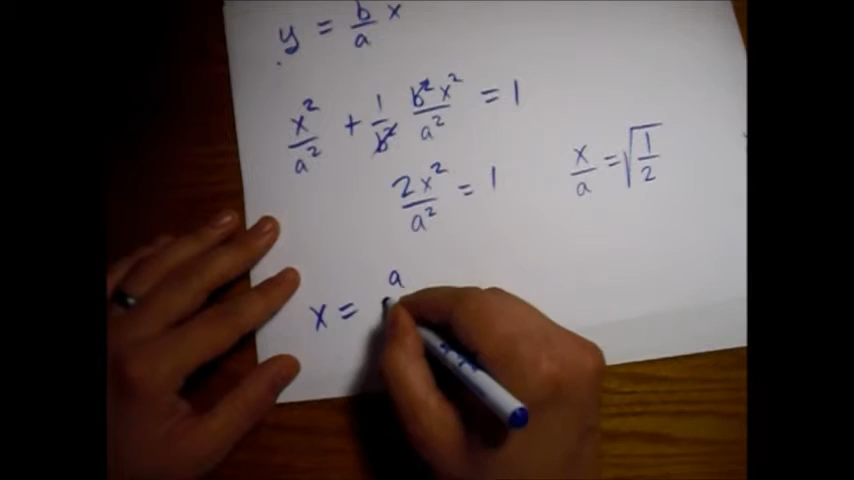 y = b/a x
x²/a² + 1/b² b²x²/a² = 1
2x²/a² = 1
x/a = √(1/2)
x = a